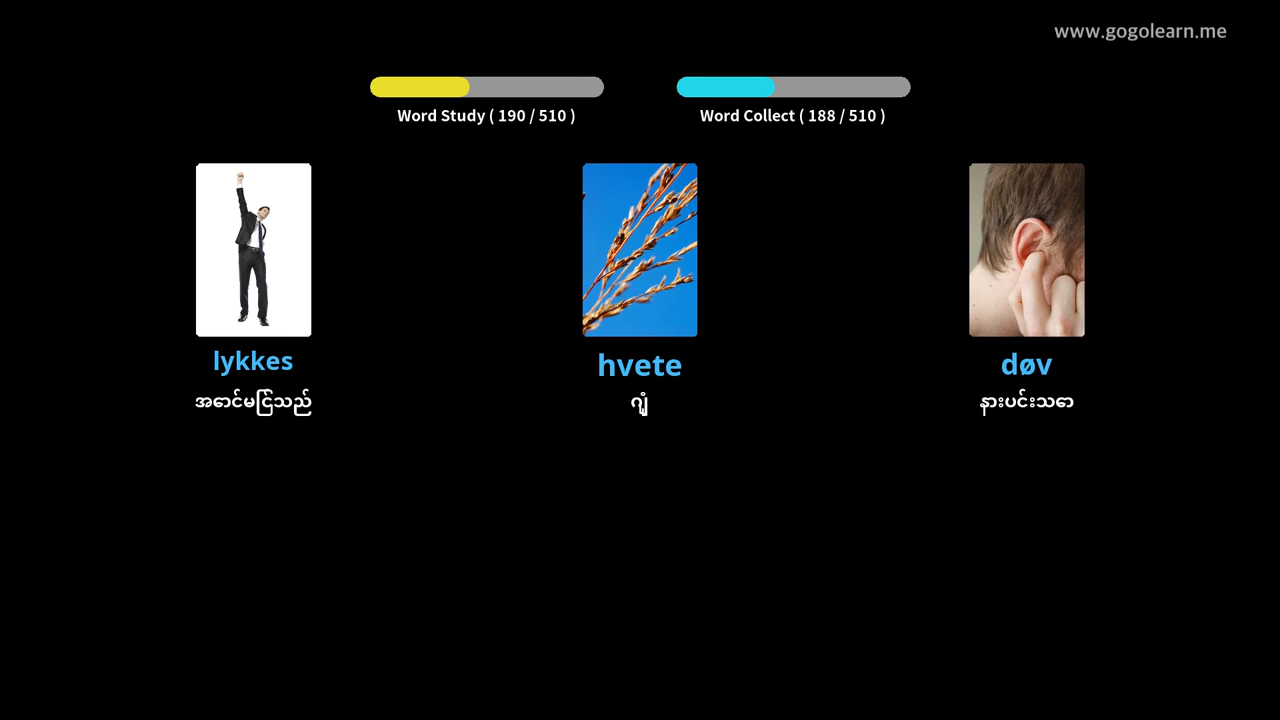 www.gogolearn.me
Word Study ( 190 / 510 )
Word Collect ( 188 / 510 )
lykkes
hvete
døv
အောင်မငြ်သည်
ဂျုံ
နားပင်းသော